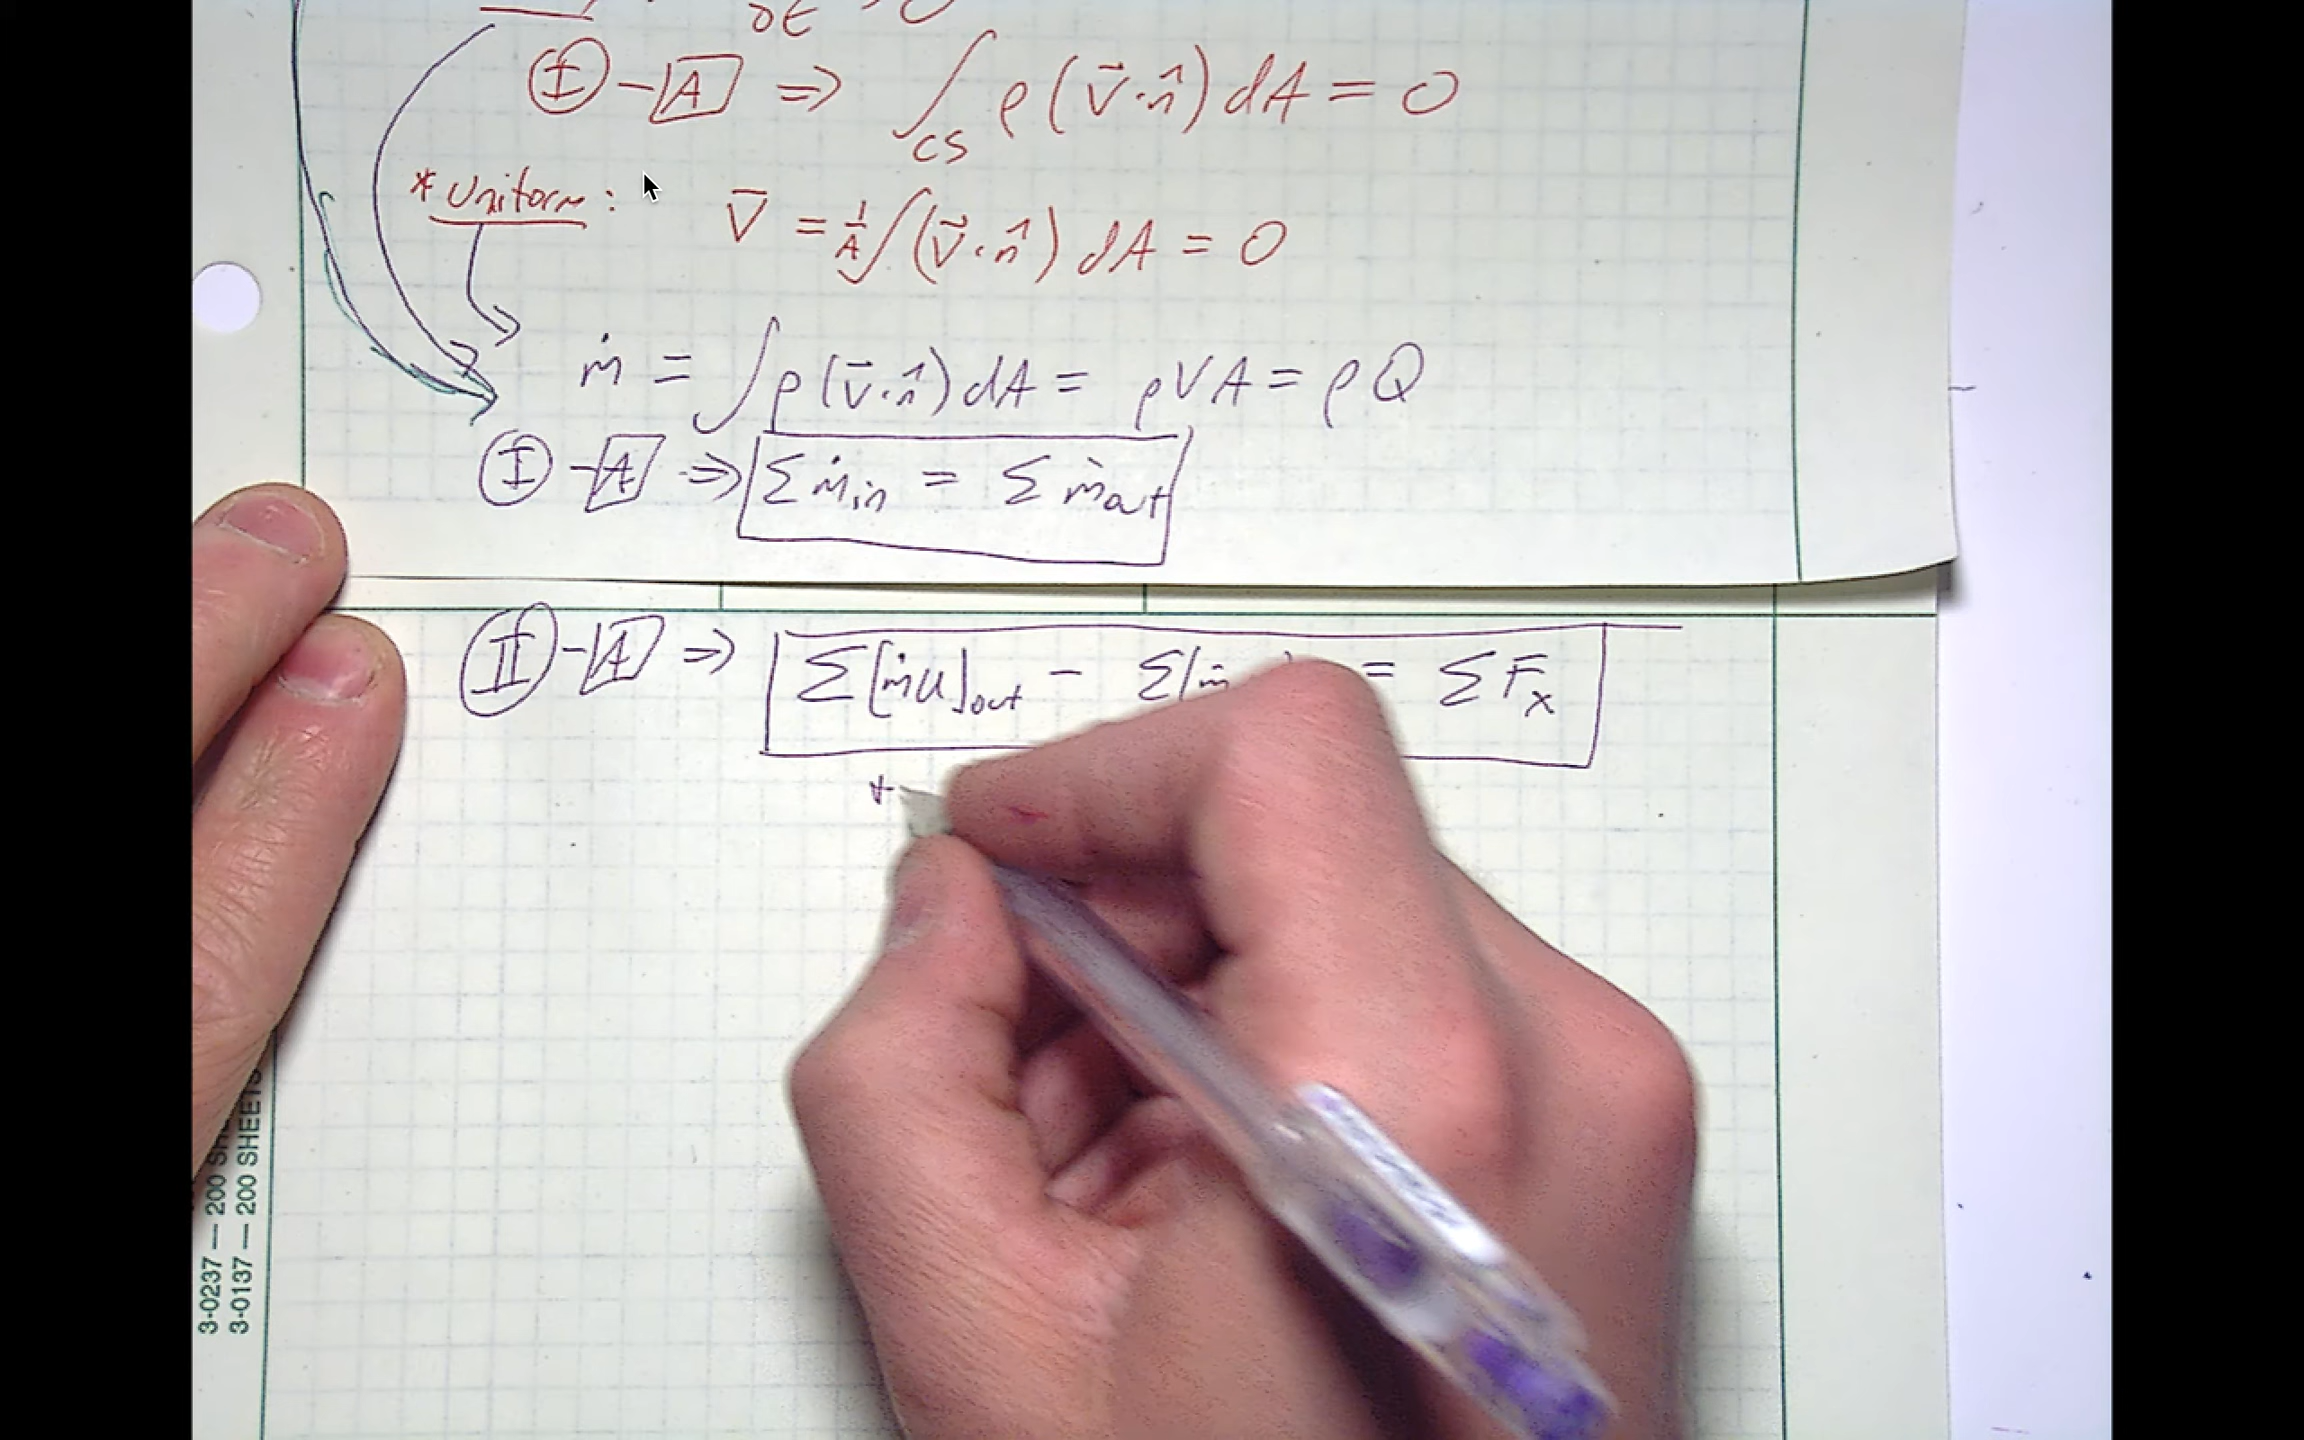 ∂t → 0
Ⅰ - A ⇒ ∫CS ρ (v⃗·n̂) dA = 0
* Uniform: V̅ = 1/A ∫(v⃗·n̂) dA = 0
ṁ = ∫ρ(v̅·n̂)dA = ρVA = ρQ
Ⅰ - A ⇒ Σṁin = Σṁout
Ⅱ - A ⇒ Σ[ṁu]out - Σ[ṁ = ΣFx
3-0237 — 200 SHEETS
3-0137 — 200 SHEETS